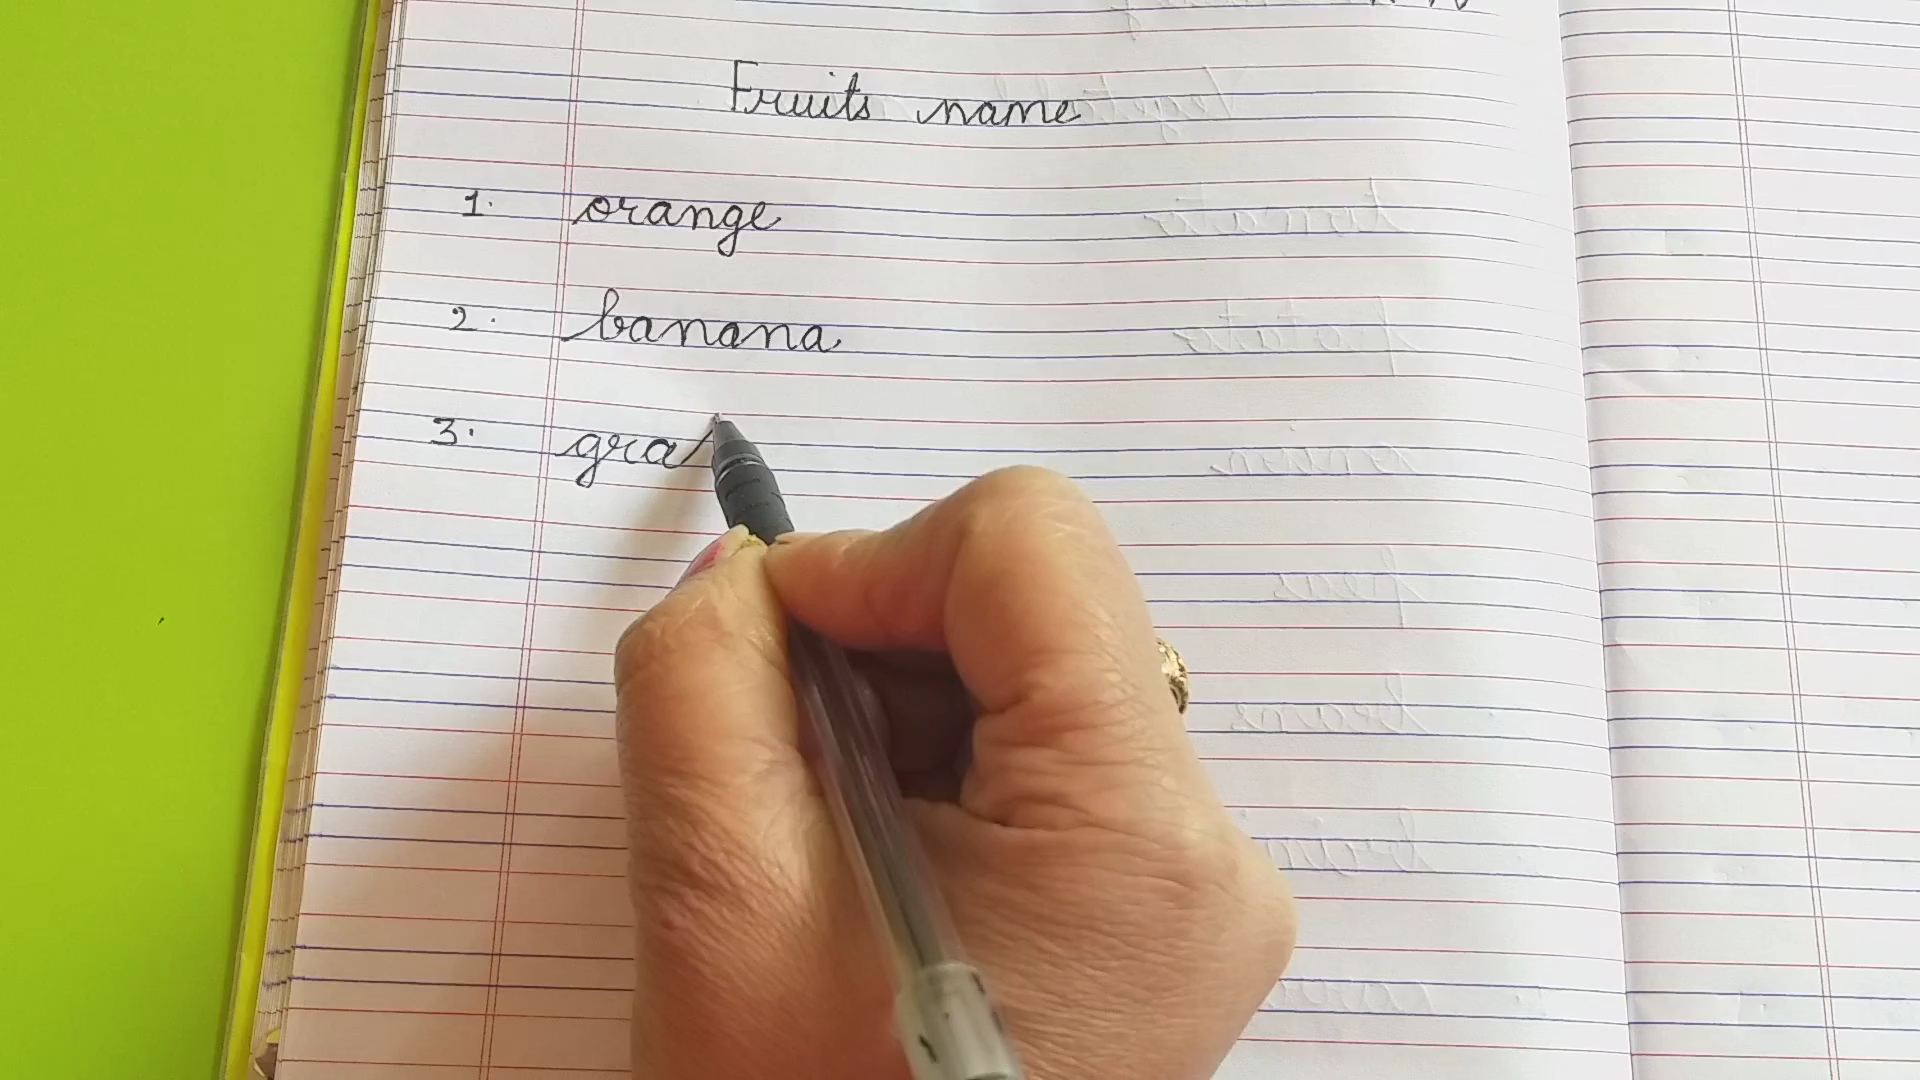 Fruits name
1. orange
2. banana
3. gra